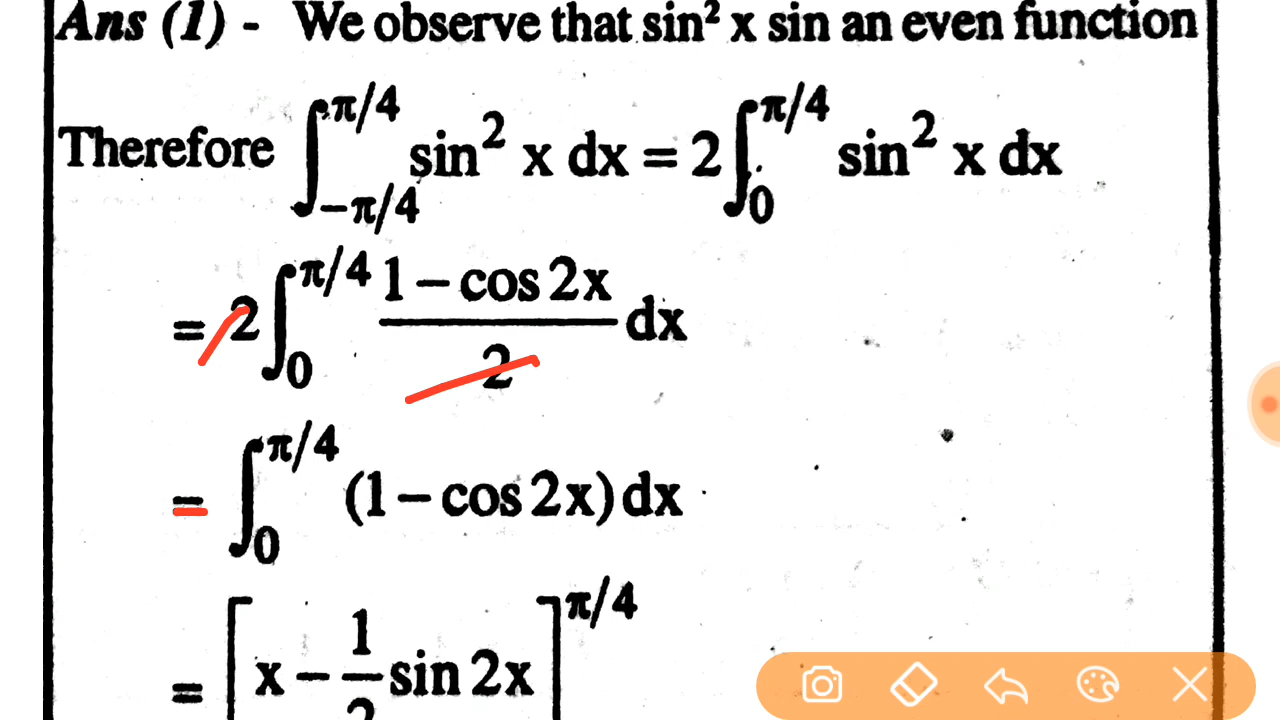 Ans (1) - We observe that sin² x sin an even function
Therefore ∫_{-π/4}^{π/4} sin² x dx = 2∫_0^{π/4} sin² x dx
= 2∫_0^{π/4} (1 - cos 2x)/2 dx
= ∫_0^{π/4} (1 - cos 2x) dx
= [x - 1/2 sin 2x]^{π/4}